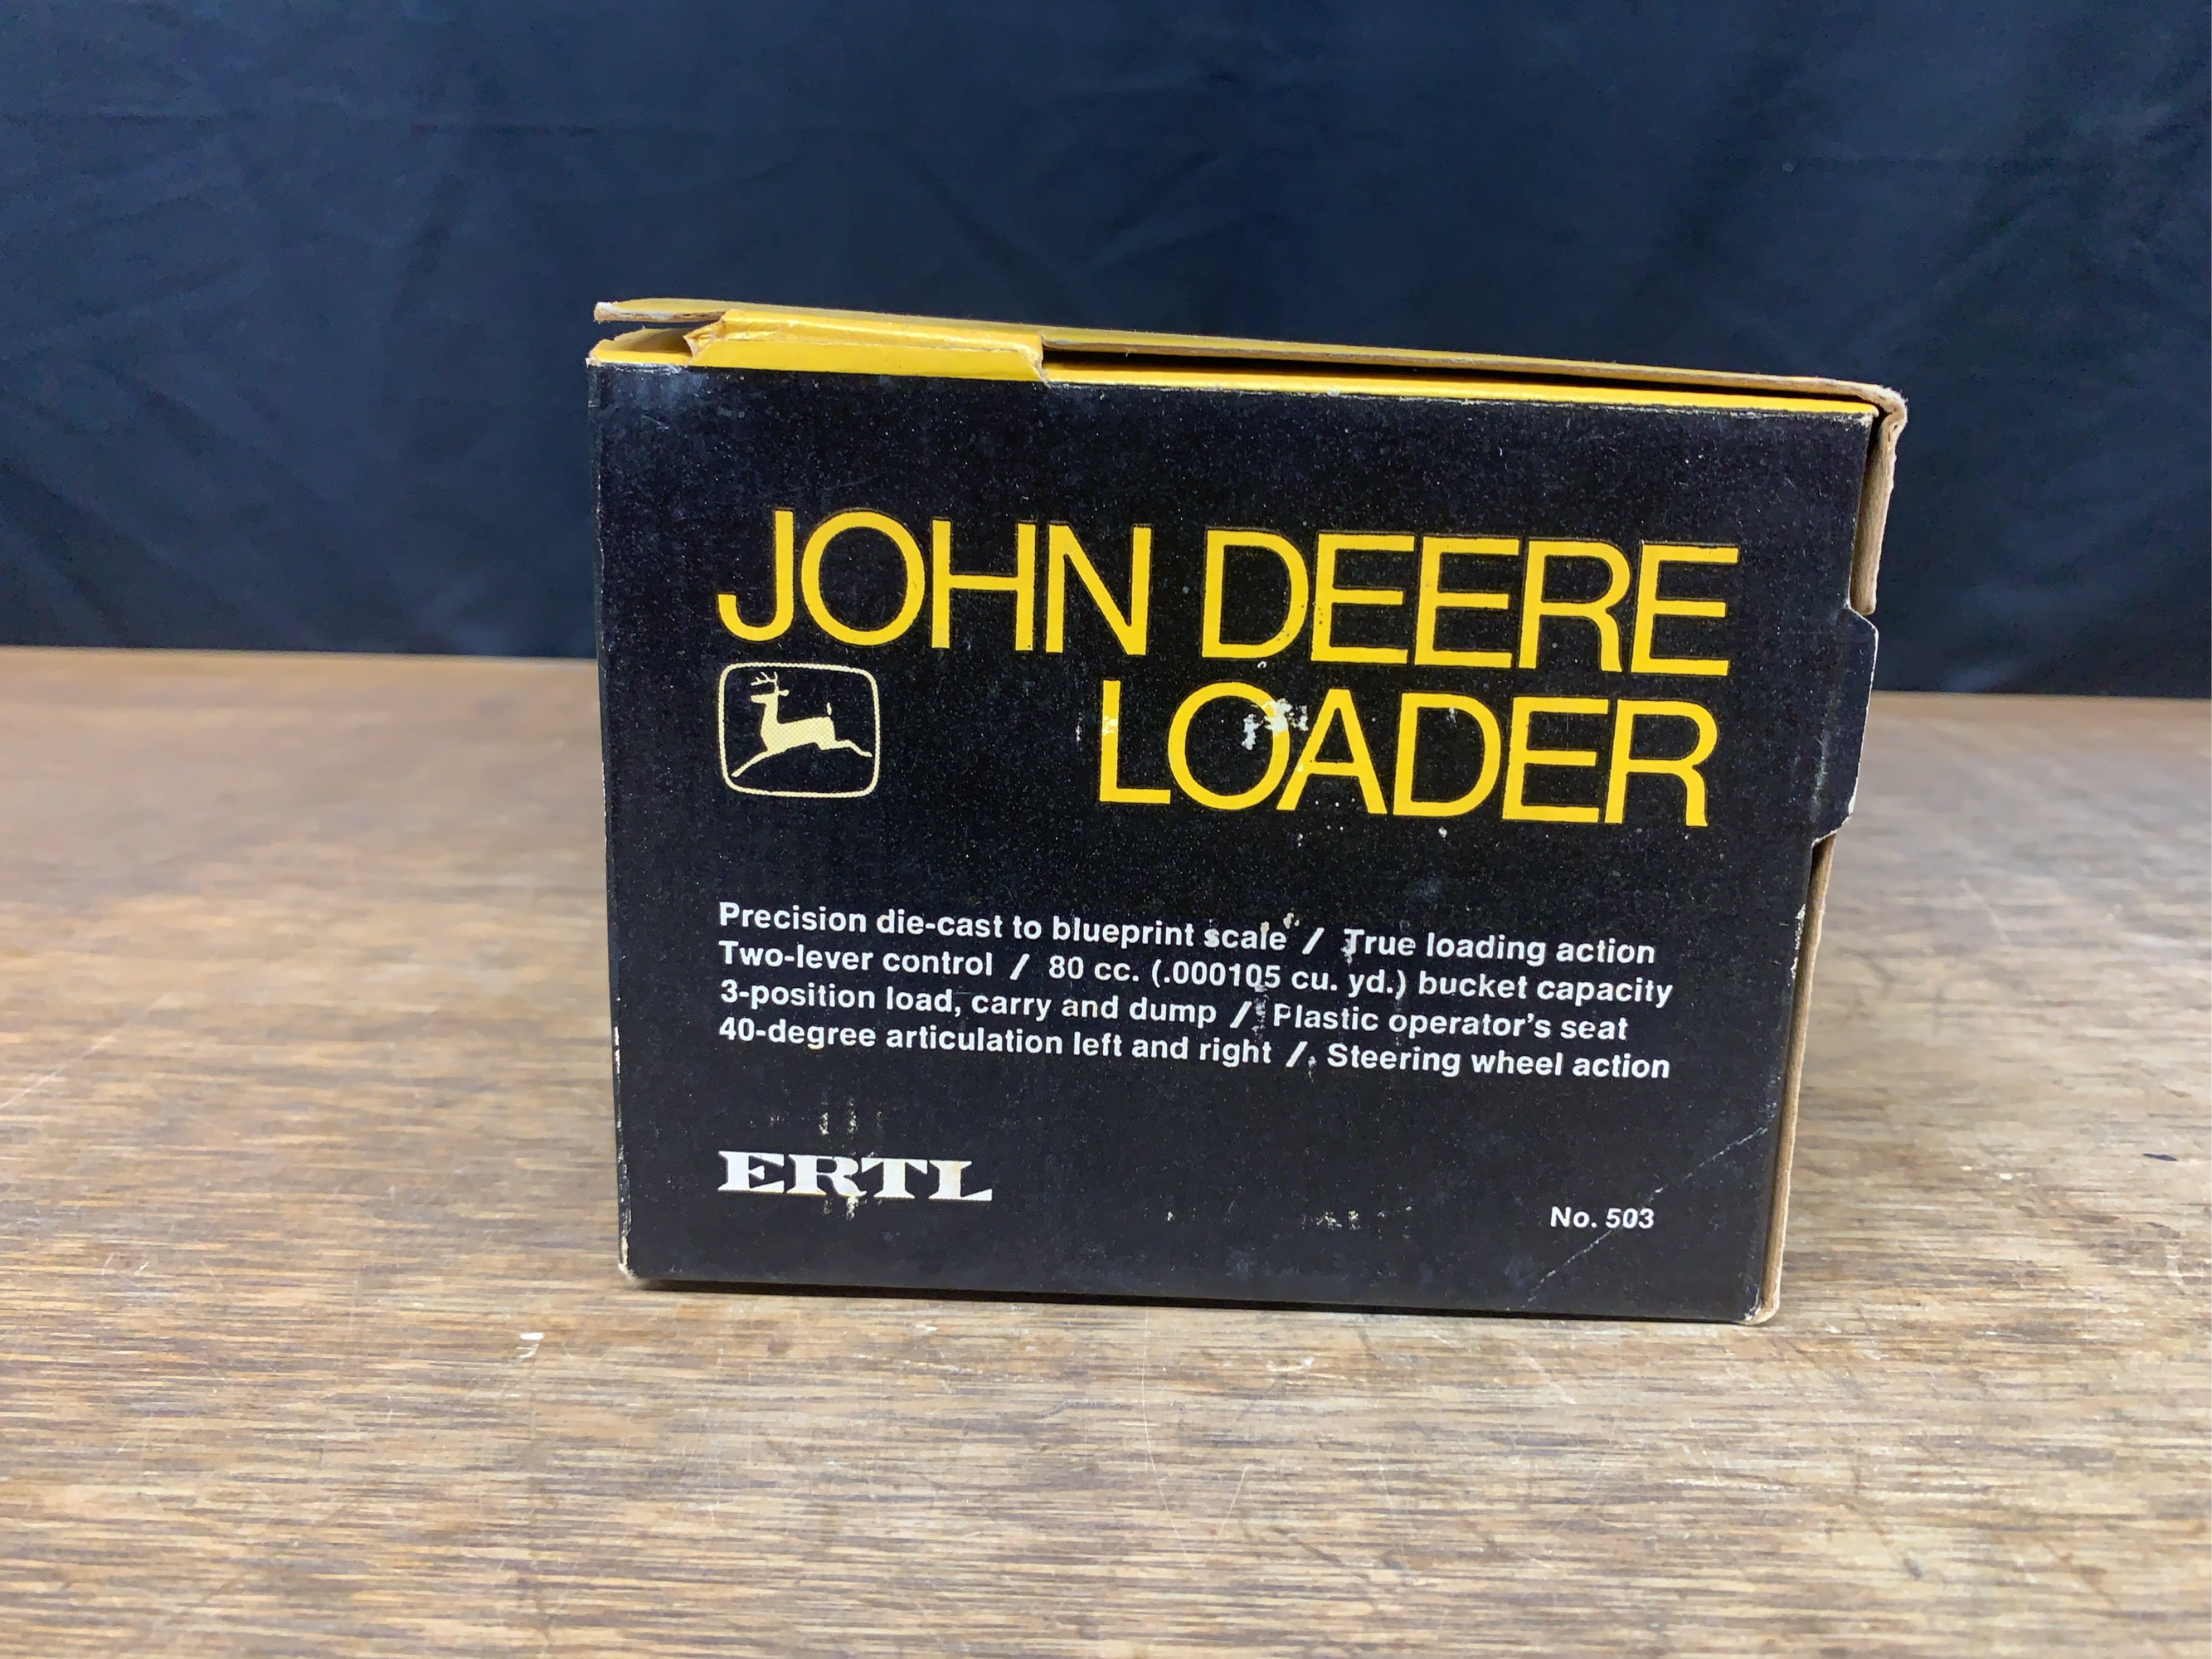 JOHN DEERE
LOADER
Precision die-cast to blueprint scale / True loading action
Two-lever control / 80 cc. (.000105 cu. yd.) bucket capacity
3-position load, carry and dump / Plastic operator's seat
40-degree articulation left and right / Steering wheel action
ERTL
No. 503